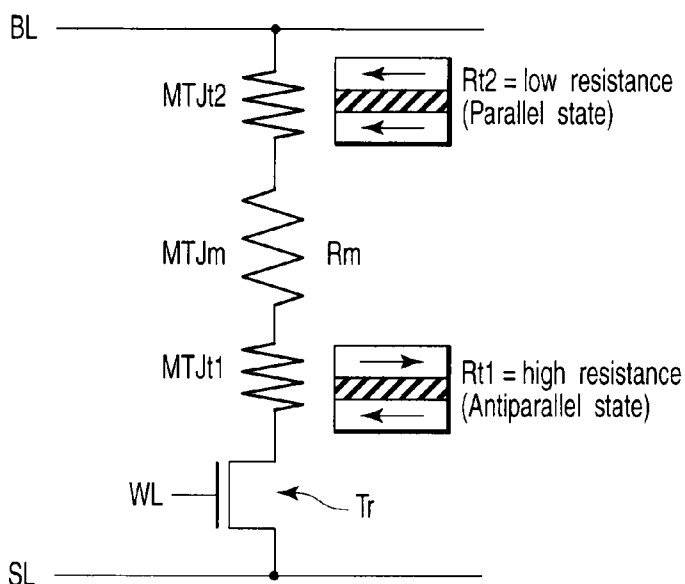 BL
MTJt2
Rt2 = low resistance
(Parallel state)
MTJm
Rm
MTJt1
Rt1 = high resistance
(Antiparallel state)
WL
Tr
SL